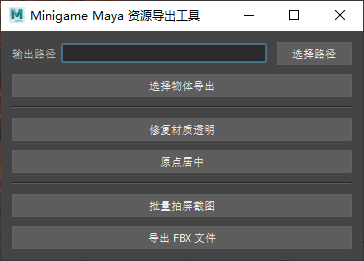 Minigame Maya 资源导出工具
输出路径 选择路径
选择物体导出
修复材质透明
原点居中
批量拍屏截图
导出 FBX 文件